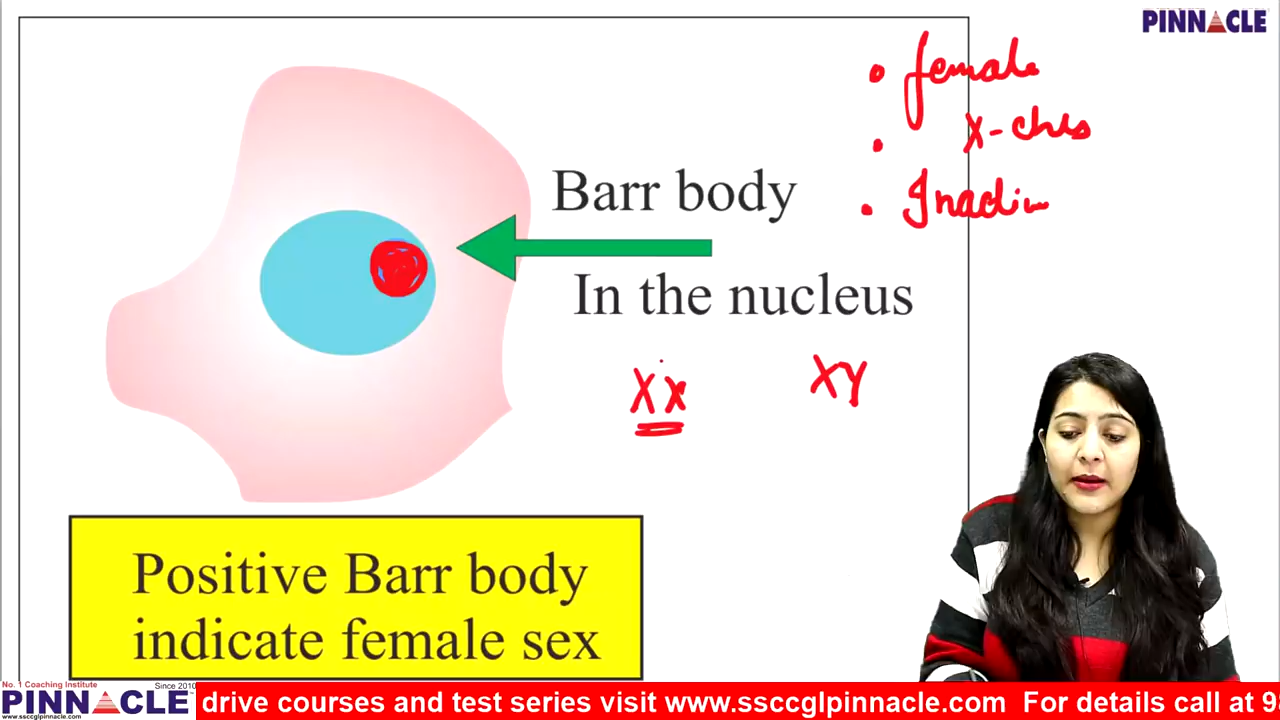 PINNACLE
• female
• X-chrs
• Inactiv
Barr body
In the nucleus
Xx XY
Positive Barr body
indicate female sex
No. 1 Coaching Institute Since 2010
PINNACLE
www.ssccglpinnacle.com
drive courses and test series visit www.ssccglpinnacle.com For details call at 9